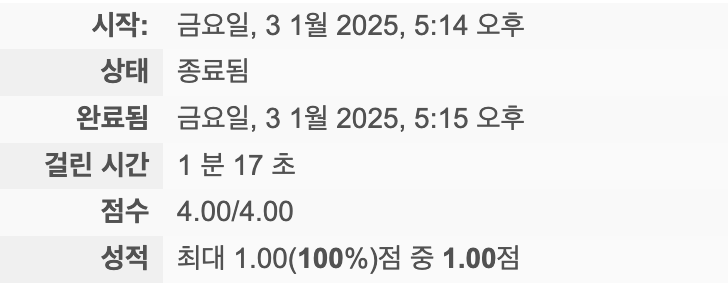 시작: 금요일, 3 1월 2025, 5:14 오후
상태 종료됨
완료됨 금요일, 3 1월 2025, 5:15 오후
걸린 시간 1 분 17 초
점수 4.00/4.00
성적 최대 1.00(100%)점 중 1.00점